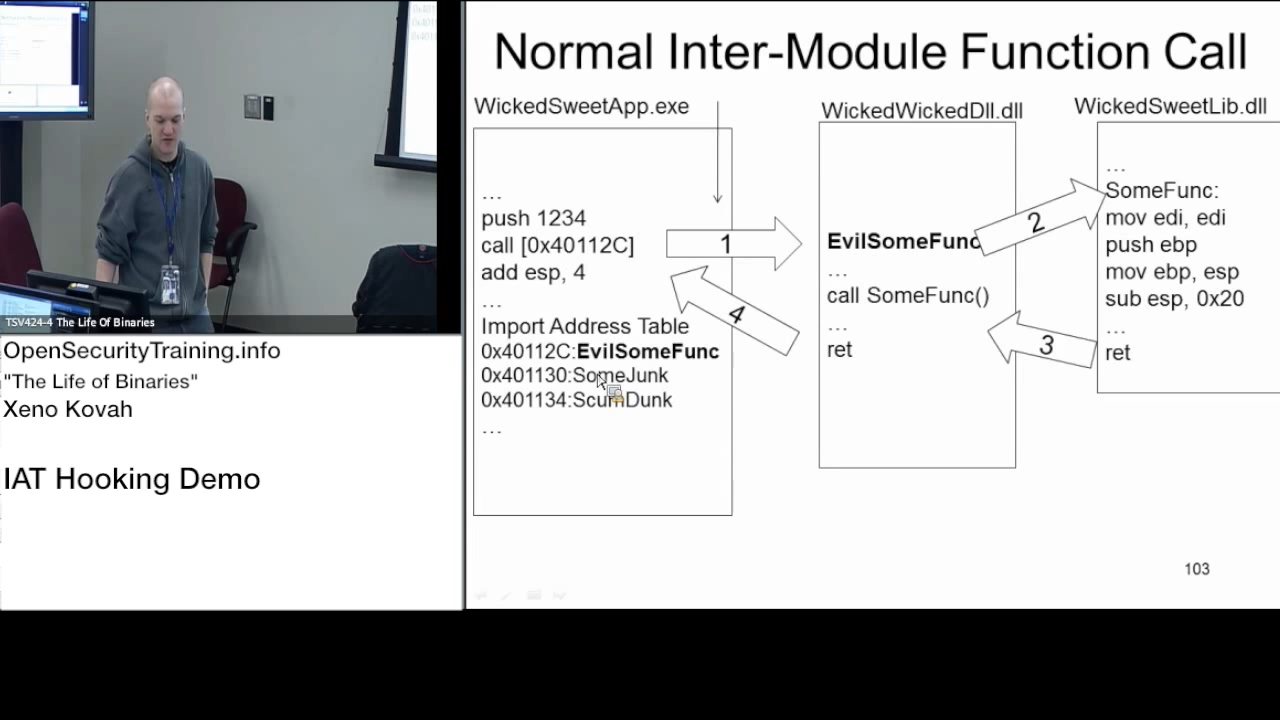 Normal Inter-Module Function Call
WickedSweetApp.exe
…
push 1234
call [0x40112C]
add esp, 4
…
Import Address Table
0x40112C:EvilSomeFunc
0x401130:SomeJunk
0x401134:ScumDunk
…
1
4
WickedWickedDll.dll
EvilSomeFunc
…
call SomeFunc()
…
ret
2
3
WickedSweetLib.dll
…
SomeFunc:
mov edi, edi
push ebp
mov ebp, esp
sub esp, 0x20
…
ret
103
TSV424-4 The Life Of Binaries
OpenSecurityTraining.info
"The Life of Binaries"
Xeno Kovah
IAT Hooking Demo